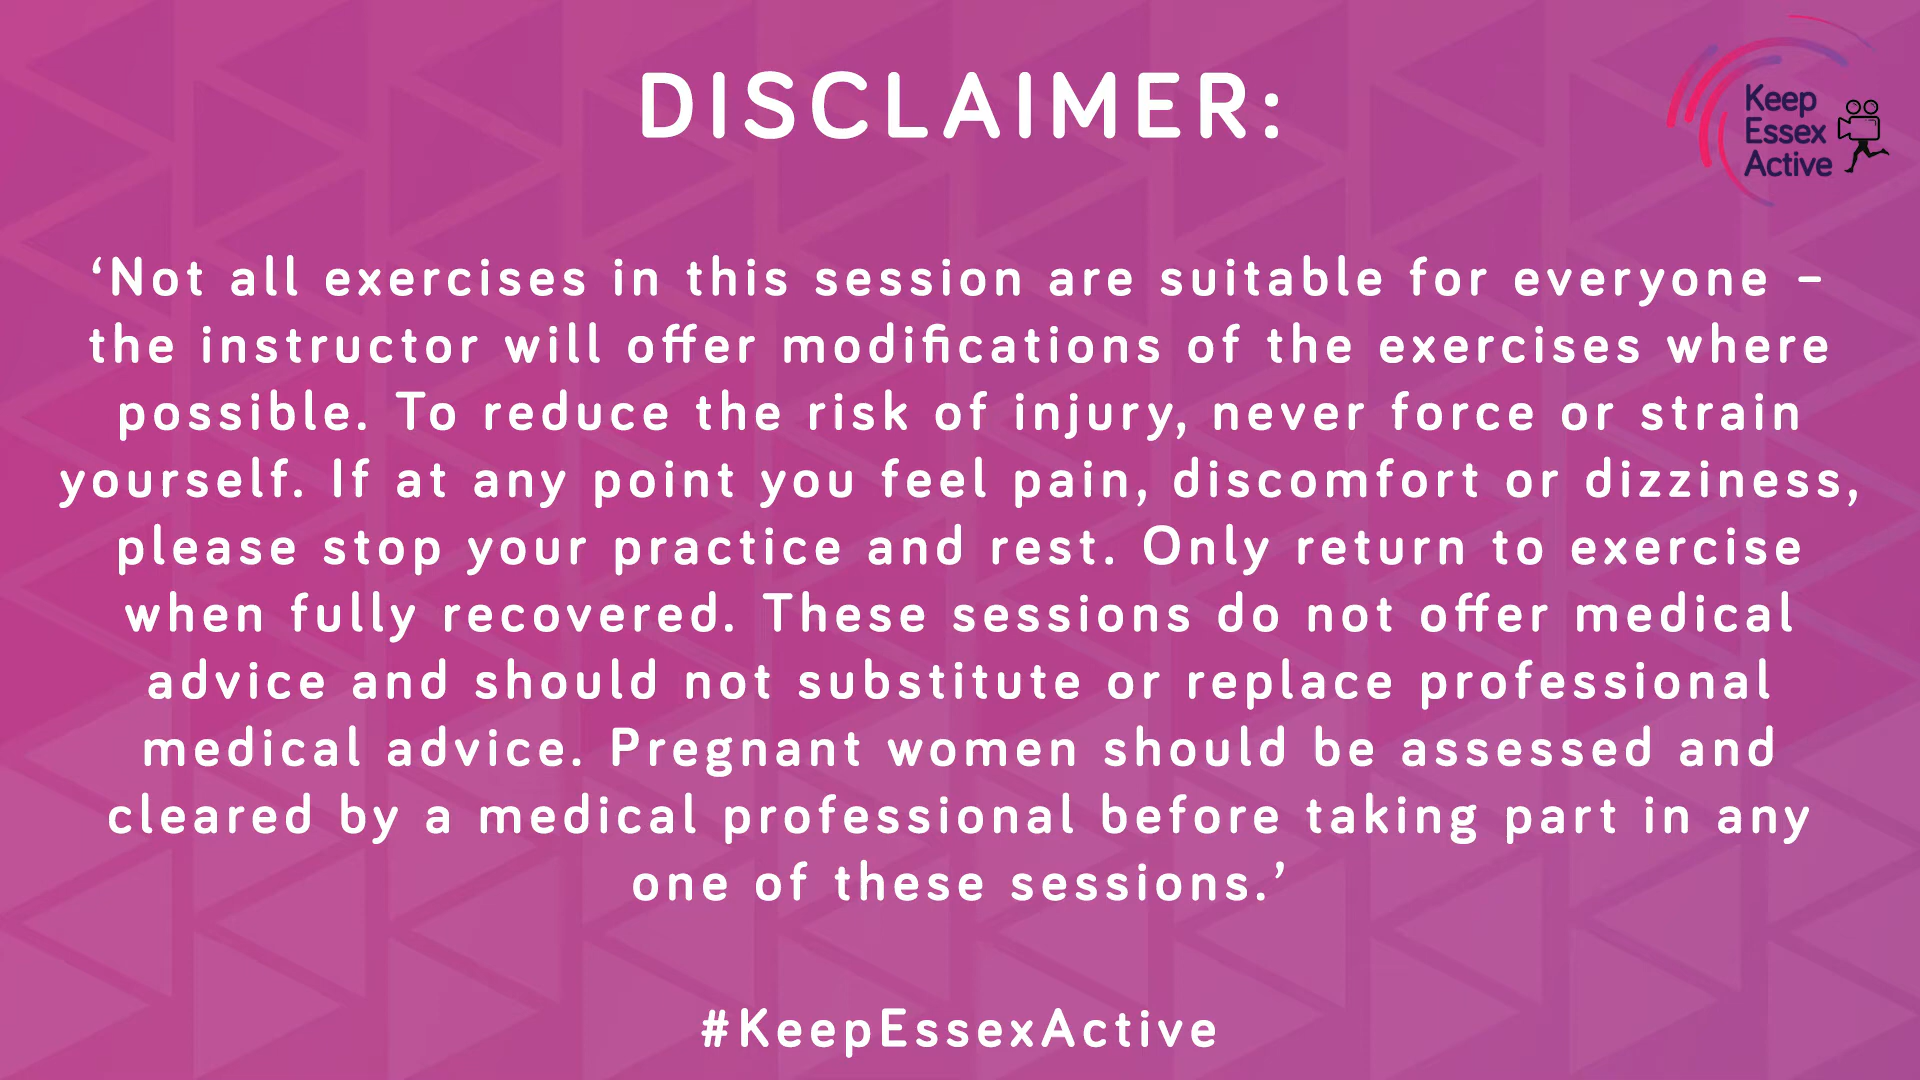 DISCLAIMER:
Keep
Essex
Active
‘Not all exercises in this session are suitable for everyone –
the instructor will offer modifications of the exercises where
possible. To reduce the risk of injury, never force or strain
yourself. If at any point you feel pain, discomfort or dizziness,
please stop your practice and rest. Only return to exercise
when fully recovered. These sessions do not offer medical
advice and should not substitute or replace professional
medical advice. Pregnant women should be assessed and
cleared by a medical professional before taking part in any
one of these sessions.’
#KeepEssexActive